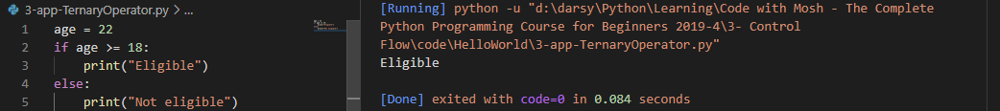 3-app-TernaryOperator.py > ...
1 age = 22
2 if age >= 18:
3 print("Eligible")
4 else:
5 print("Not eligible")
[Running] python -u "d:\darsy\Python\Learning\Code with Mosh - The Complete
Python Programming Course for Beginners 2019-4\3- Control
Flow\code\HelloWorld\3-app-TernaryOperator.py"
Eligible
[Done] exited with code=0 in 0.084 seconds